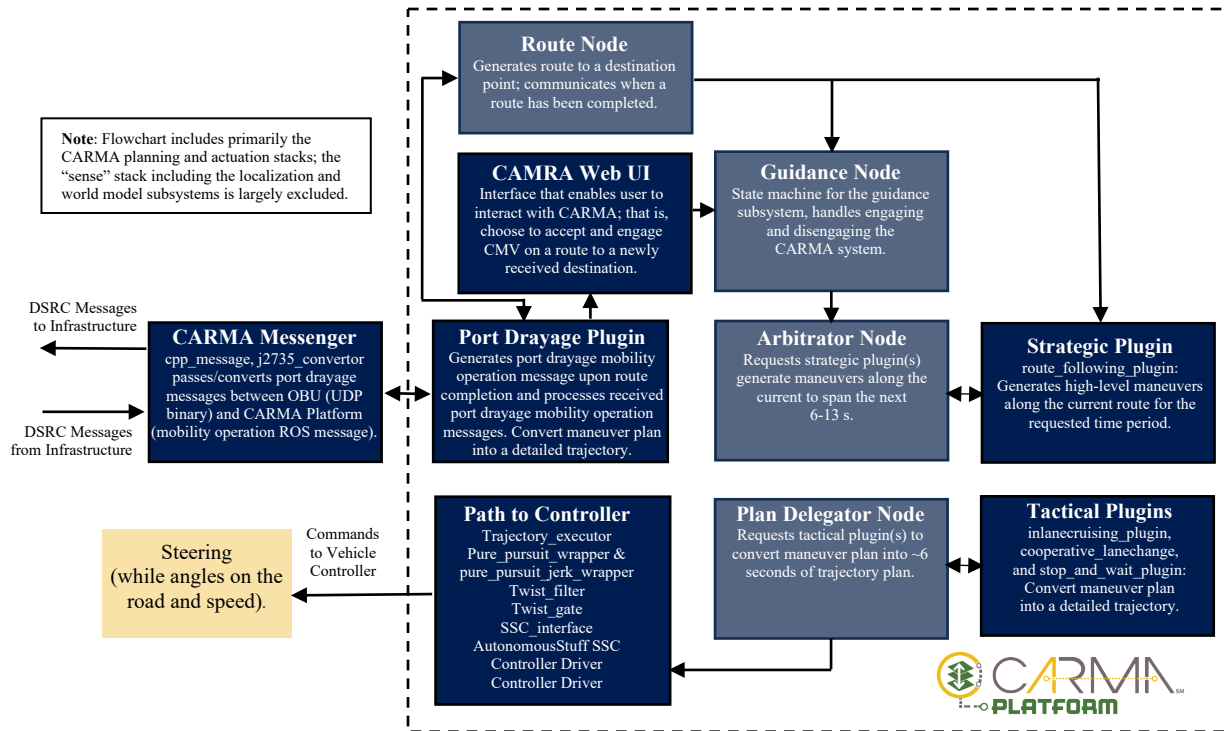 Route Node
Generates route to a destination
point; communicates when a
route has been completed.
Note: Flowchart includes primarily the
CARMA planning and actuation stacks; the
“sense” stack including the localization and
world model subsystems is largely excluded.
CAMRA Web UI
Interface that enables user to
interact with CARMA; that is,
choose to accept and engage
CMV on a route to a newly
received destination.
Guidance Node
State machine for the guidance
subsystem, handles engaging
and disengaging the
CARMA system.
DSRC Messages
to Infrastructure
DSRC Messages
from Infrastructure
CARMA Messenger
cpp_message, j2735_convertor
passes/converts port drayage
messages between OBU (UDP
binary) and CARMA Platform
(mobility operation ROS message).
Port Drayage Plugin
Generates port drayage mobility
operation message upon route
completion and processes received
port drayage mobility operation
messages. Convert maneuver plan
into a detailed trajectory.
Arbitrator Node
Requests strategic plugin(s)
generate maneuvers along the
current to span the next
6-13 s.
Strategic Plugin
route_following_plugin:
Generates high-level maneuvers
along the current route for the
requested time period.
Steering
(while angles on the
road and speed).
Commands
to Vehicle
Controller
Path to Controller
Trajectory_executor
Pure_pursuit_wrapper &
pure_pursuit_jerk_wrapper
Twist_filter
Twist_gate
SSC_interface
AutonomousStuff SSC
Controller Driver
Controller Driver
Plan Delegator Node
Requests tactical plugin(s) to
convert maneuver plan into ~6
seconds of trajectory plan.
Tactical Plugins
inlanecruising_plugin,
cooperative_lanechange,
and stop_and_wait_plugin:
Convert maneuver plan
into a detailed trajectory.
CARMA SM
PLATFORM